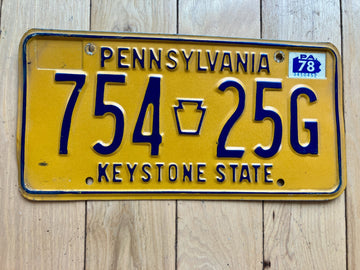 PENNSYLVANIA
PA
78
754 25G
KEYSTONE STATE